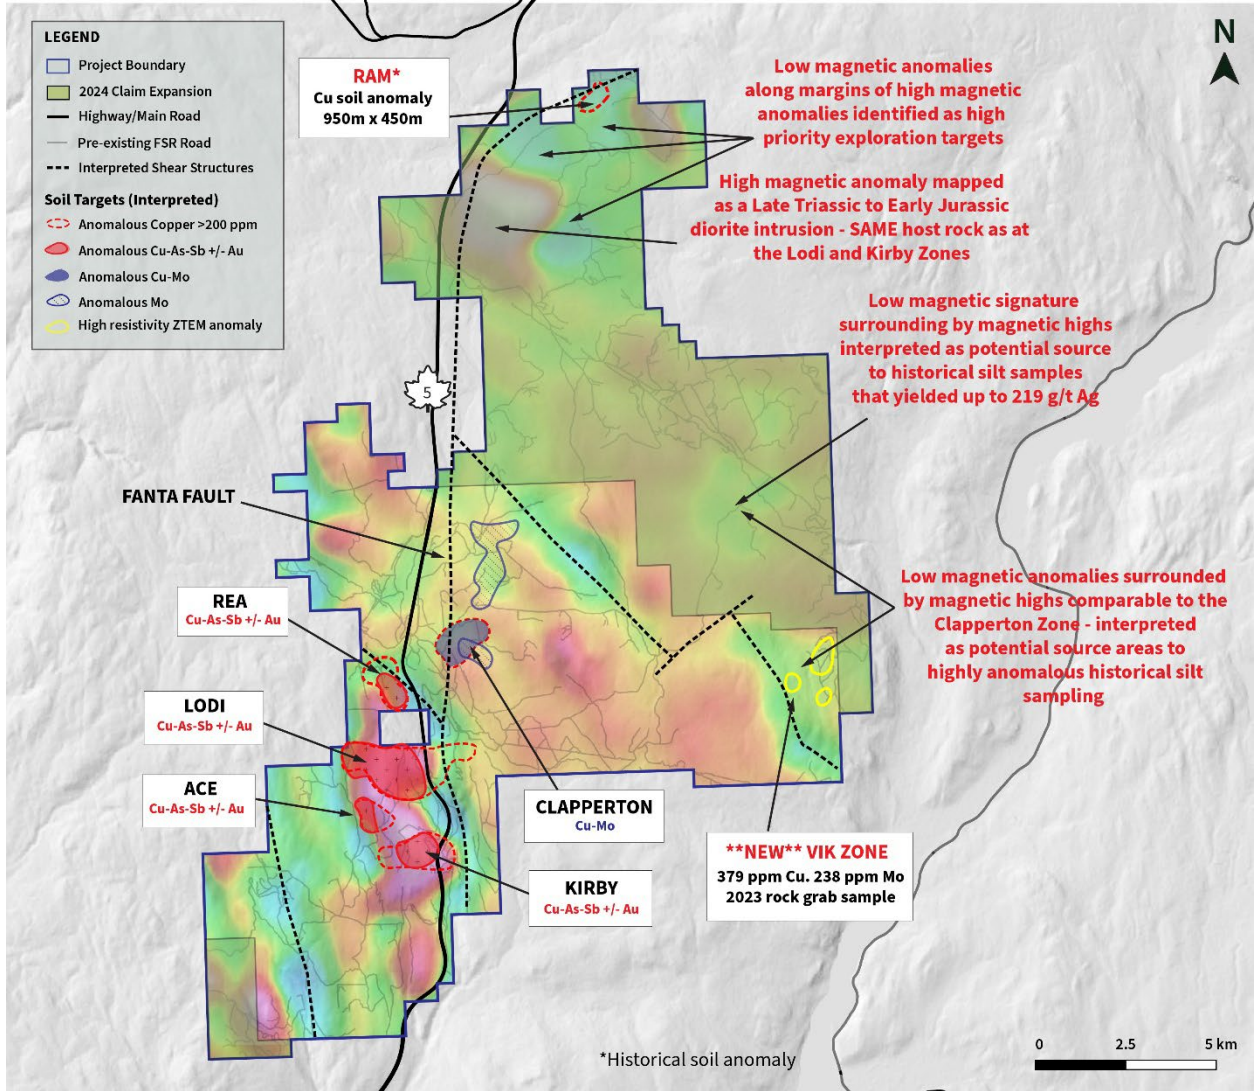 LEGEND
Project Boundary
2024 Claim Expansion
Highway/Main Road
Pre-existing FSR Road
Interpreted Shear Structures
Soil Targets (Interpreted)
Anomalous Copper >200 ppm
Anomalous Cu-As-Sb +/- Au
Anomalous Cu-Mo
Anomalous Mo
High resistivity ZTEM anomaly
RAM*
Cu soil anomaly
950m x 450m
N
Low magnetic anomalies
along margins of high magnetic
anomalies identified as high
priority exploration targets
High magnetic anomaly mapped
as a Late Triassic to Early Jurassic
diorite intrusion - SAME host rock as at
the Lodi and Kirby Zones
Low magnetic signature
surrounding by magnetic highs
interpreted as potential source
to historical silt samples
that yielded up to 219 g/t Ag
5
FANTA FAULT
Low magnetic anomalies surrounded
by magnetic highs comparable to the
Clapperton Zone - interpreted
as potential source areas to
highly anomalous historical silt
sampling
REA
Cu-As-Sb +/- Au
LODI
Cu-As-Sb +/- Au
ACE
Cu-As-Sb +/- Au
CLAPPERTON
Cu-Mo
KIRBY
Cu-As-Sb +/- Au
**NEW** VIK ZONE
379 ppm Cu. 238 ppm Mo
2023 rock grab sample
*Historical soil anomaly
0 2.5 5 km